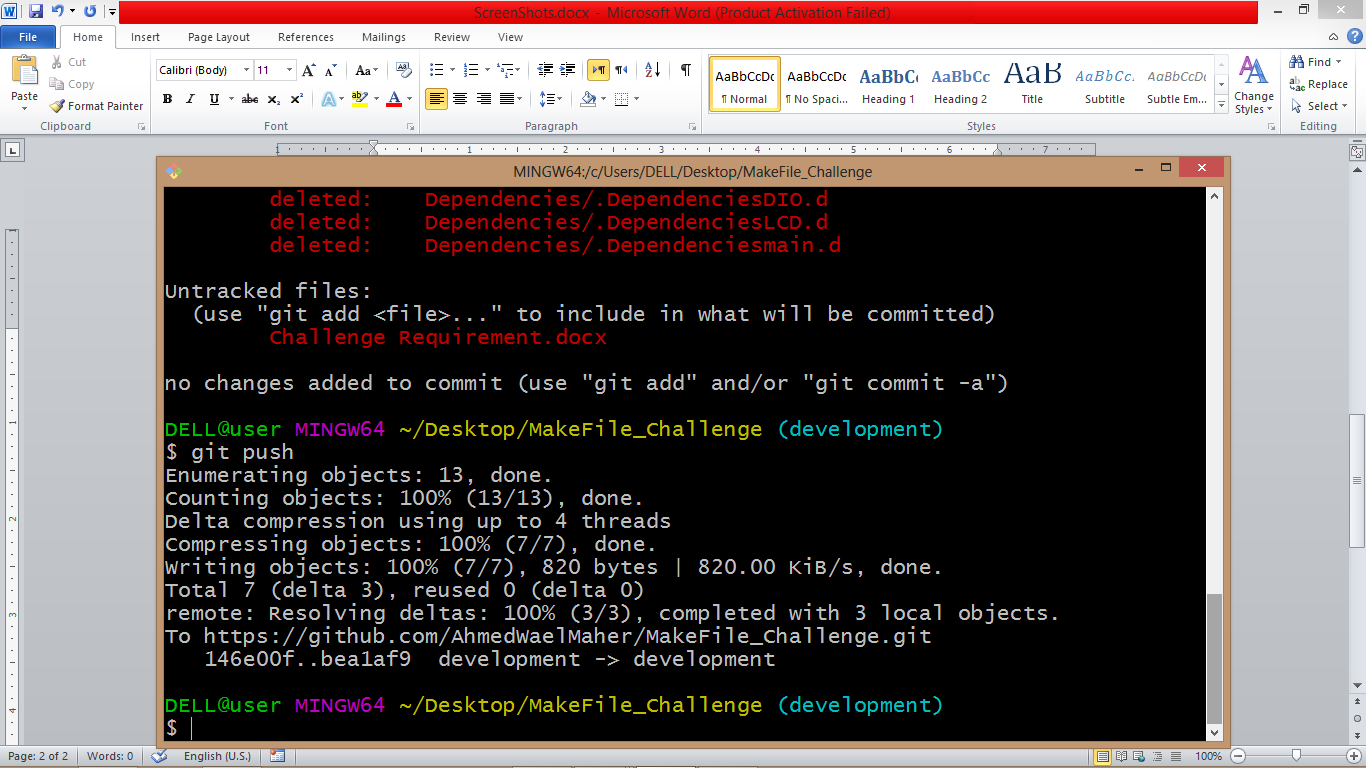 ScreenShots.docx - Microsoft Word (Product Activation Failed)
File Home Insert Page Layout References Mailings Review View
Paste
Cut
Copy
Format Painter
Clipboard
Calibri (Body) 11
Font
Paragraph
AaBbCcDc AaBbCcDc AaBbCc AaBbCc AaB AaBbCc. AaBbCcDc
¶ Normal ¶ No Spaci... Heading 1 Heading 2 Title Subtitle Subtle Em...
Change Styles
Styles
Find
Replace
Select
Editing
1 1 2 3 4 5 6 7
MINGW64:/c/Users/DELL/Desktop/MakeFile_Challenge
deleted: Dependencies/.DependenciesDIO.d
deleted: Dependencies/.DependenciesLCD.d
deleted: Dependencies/.Dependenciesmain.d
Untracked files:
(use "git add <file>..." to include in what will be committed)
Challenge Requirement.docx
no changes added to commit (use "git add" and/or "git commit -a")
DELL@user MINGW64 ~/Desktop/MakeFile_Challenge (development)
$ git push
Enumerating objects: 13, done.
Counting objects: 100% (13/13), done.
Delta compression using up to 4 threads
Compressing objects: 100% (7/7), done.
Writing objects: 100% (7/7), 820 bytes | 820.00 KiB/s, done.
Total 7 (delta 3), reused 0 (delta 0)
remote: Resolving deltas: 100% (3/3), completed with 3 local objects.
To https://github.com/AhmedWaelMaher/MakeFile_Challenge.git
146e00f..bea1af9 development -> development
DELL@user MINGW64 ~/Desktop/MakeFile_Challenge (development)
$
Page: 2 of 2 Words: 0 English (U.S.) 100%